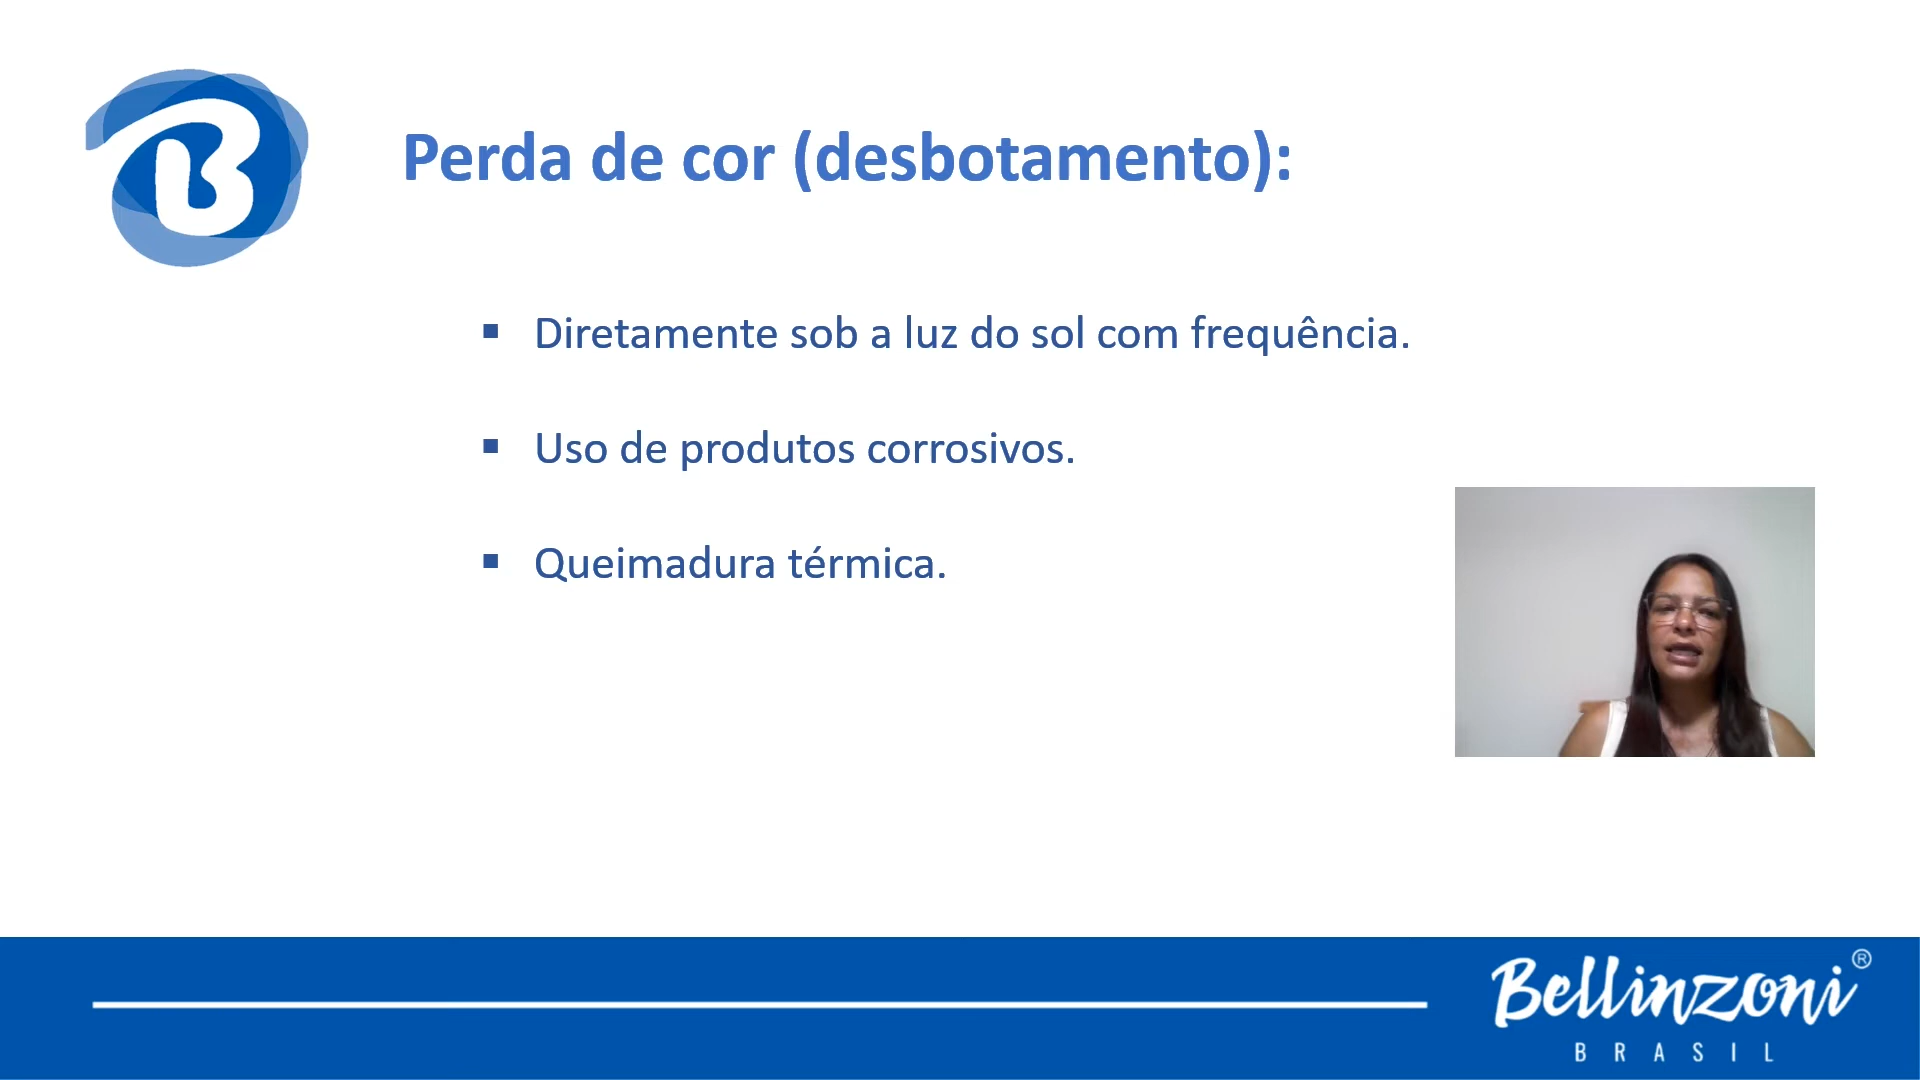 B
Perda de cor (desbotamento):
▪ Diretamente sob a luz do sol com frequência.
▪ Uso de produtos corrosivos.
▪ Queimadura térmica.
Bellinzoni®
BRASIL